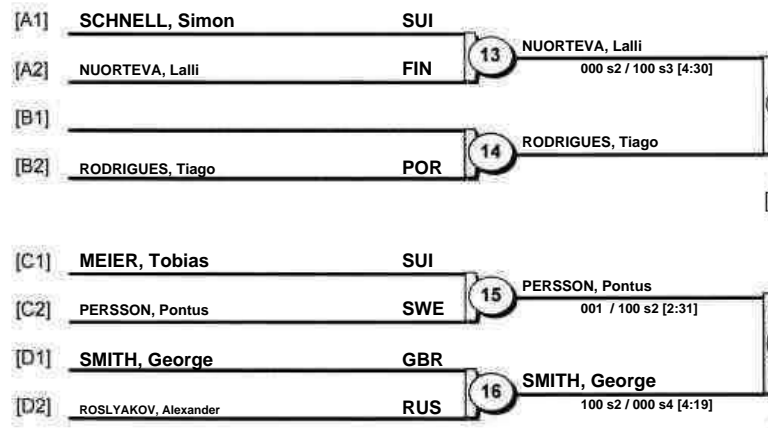 [A1] SCHNELL, Simon SUI
13 NUORTEVA, Lalli
[A2] NUORTEVA, Lalli FIN
000 s2 / 100 s3 [4:30]
[B1]
14 RODRIGUES, Tiago
[B2] RODRIGUES, Tiago POR
[C1] MEIER, Tobias SUI
15 PERSSON, Pontus
[C2] PERSSON, Pontus SWE
001 / 100 s2 [2:31]
[D1] SMITH, George GBR
16 SMITH, George
[D2] ROSLYAKOV, Alexander RUS
100 s2 / 000 s4 [4:19]